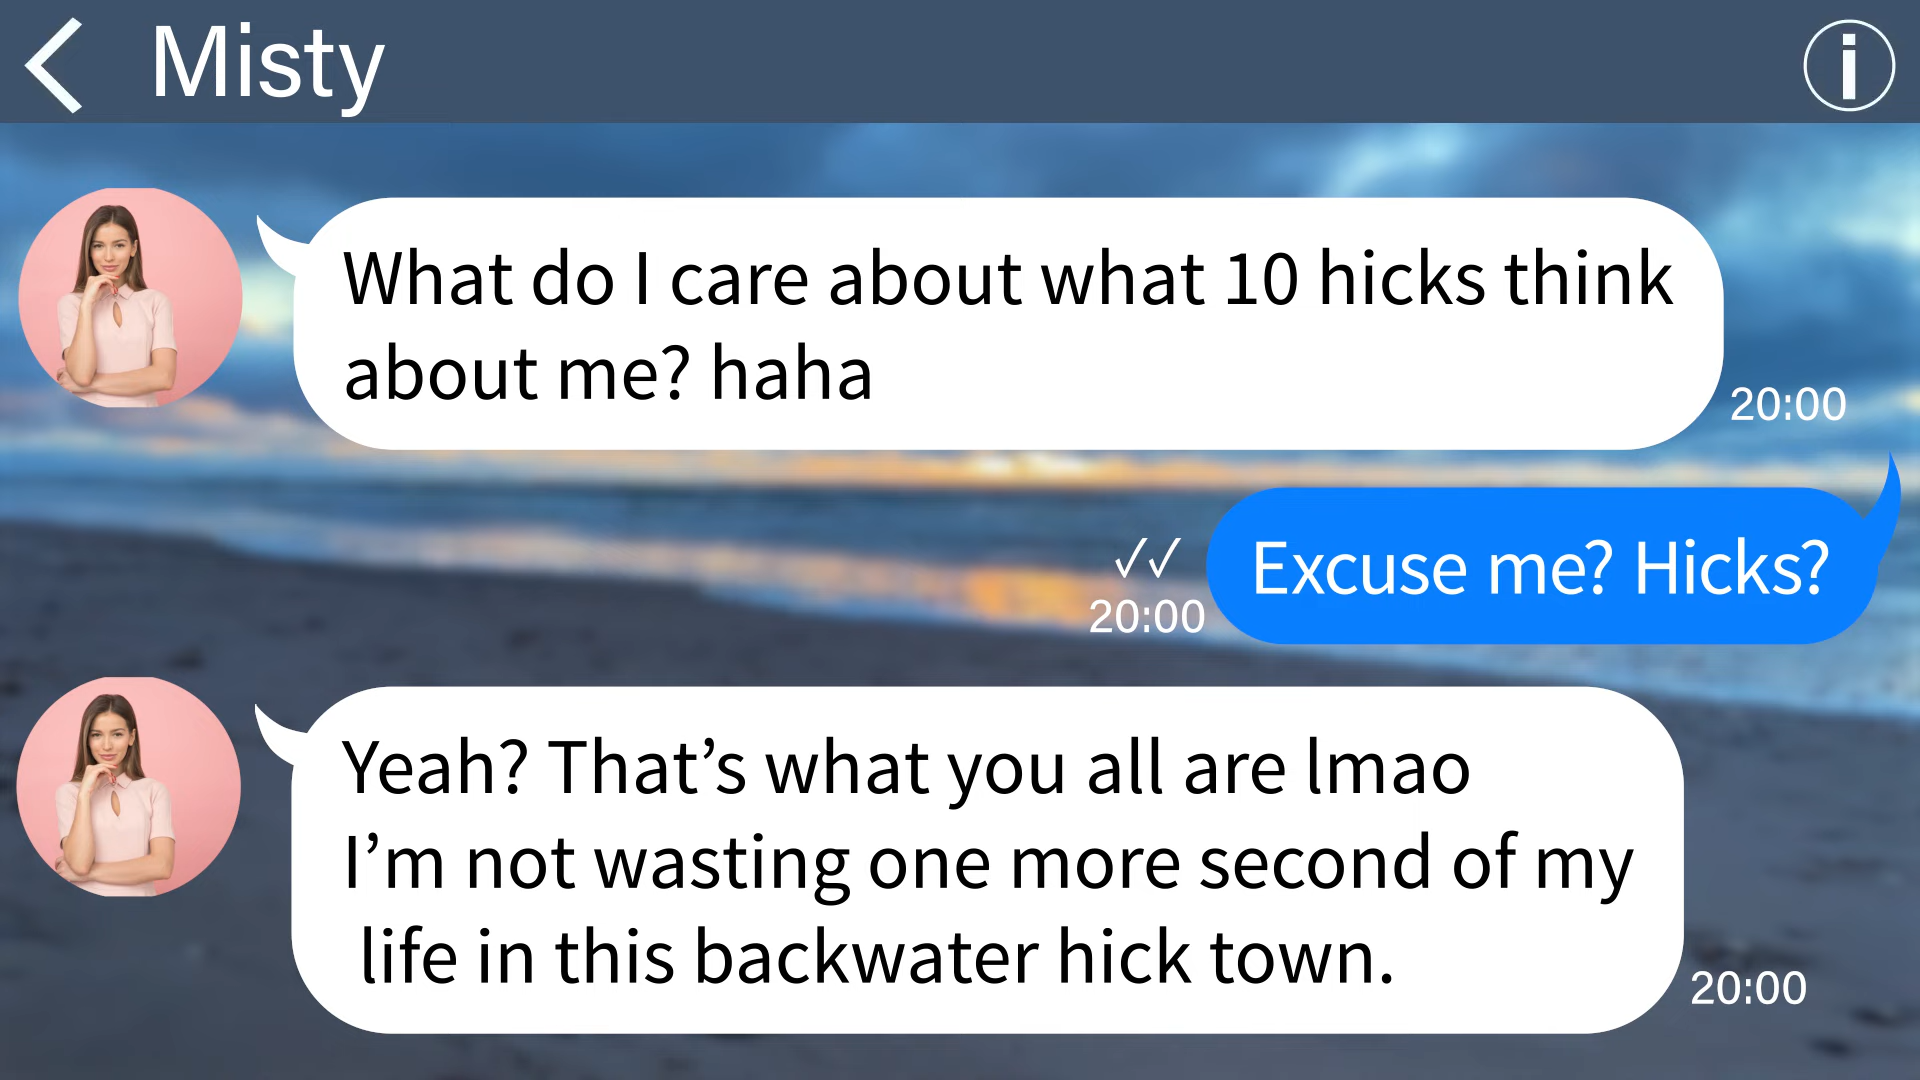 Misty
What do I care about what 10 hicks think
about me? haha
20:00
Excuse me? Hicks?
✓✓
20:00
Yeah? That’s what you all are lmao
I’m not wasting one more second of my
life in this backwater hick town.
20:00